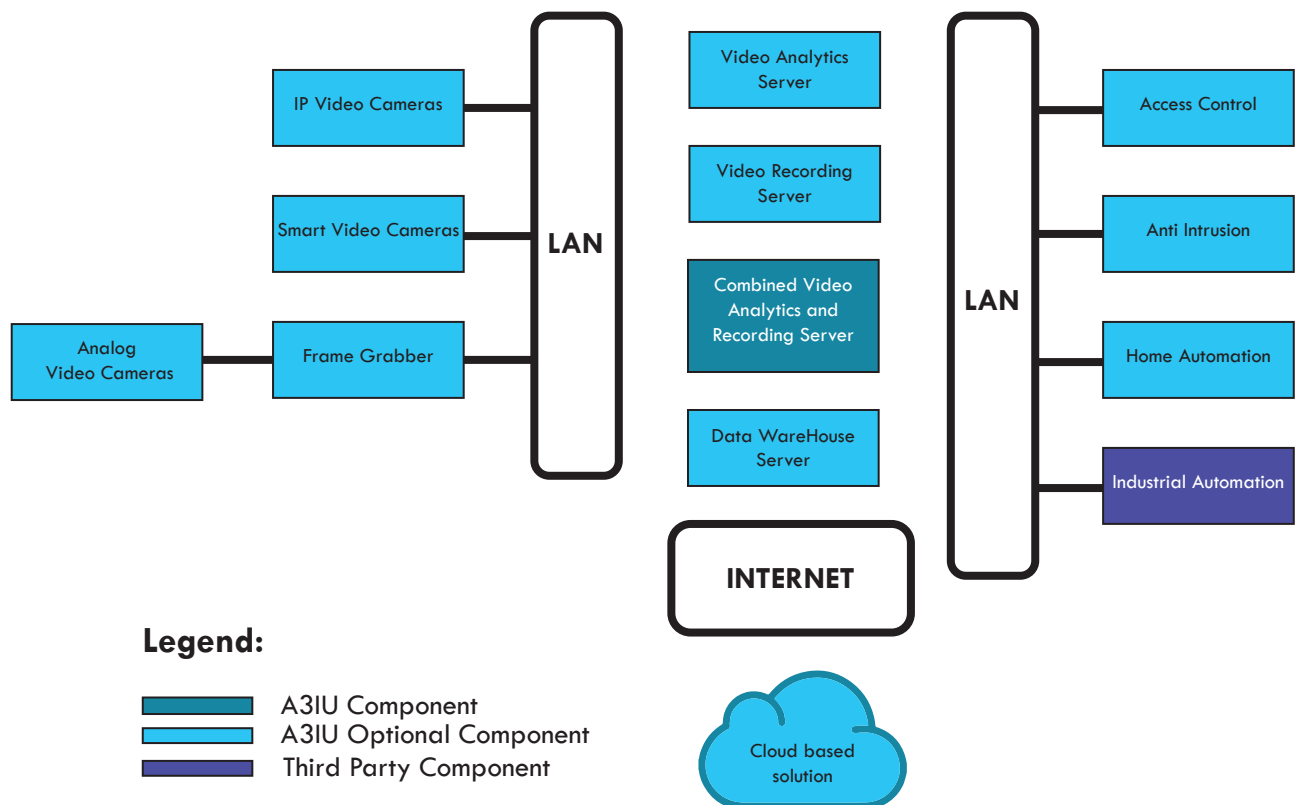 IP Video Cameras
Smart Video Cameras
Analog
Video Cameras
Frame Grabber
LAN
Video Analytics
Server
Video Recording
Server
Combined Video
Analytics and
Recording Server
Data WareHouse
Server
INTERNET
Cloud based
solution
LAN
Access Control
Anti Intrusion
Home Automation
Industrial Automation
Legend:
A3IU Component
A3IU Optional Component
Third Party Component